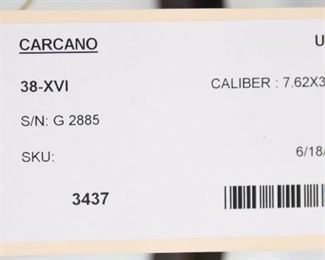 CARCANO U
38-XVI CALIBER : 7.62X3
S/N: G 2885
SKU: 6/18/
3437